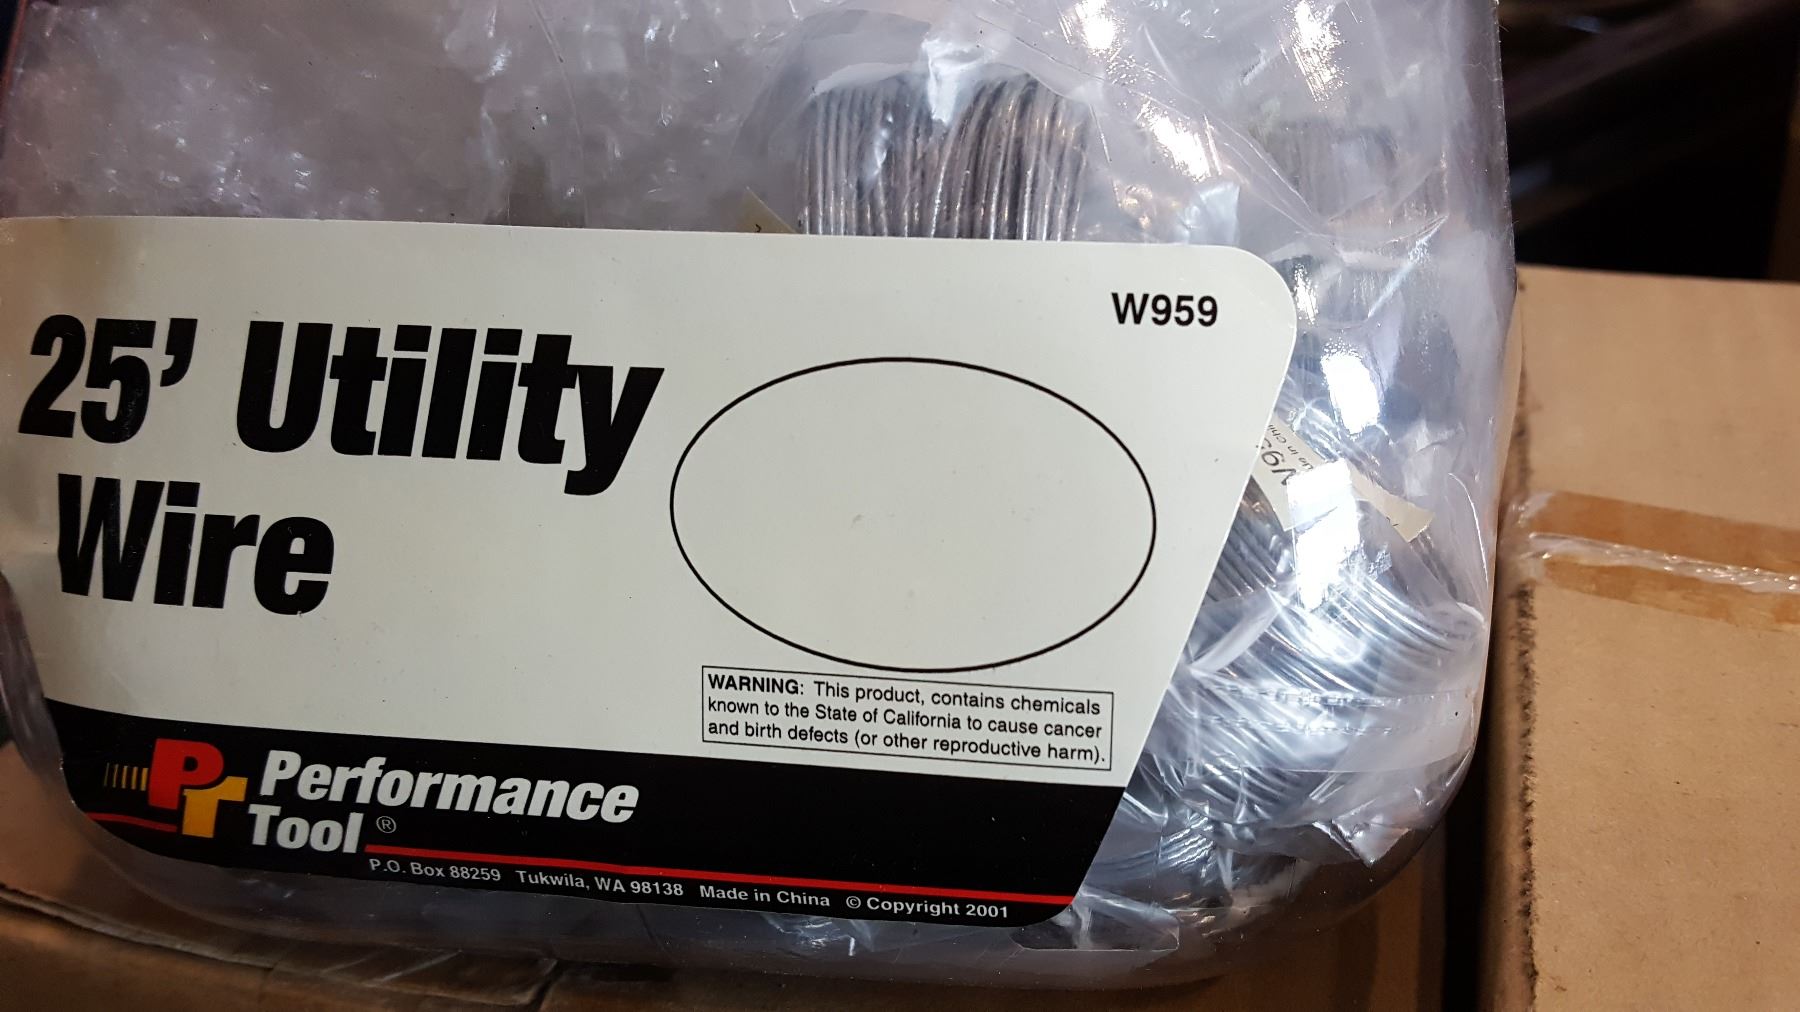 W959
25' Utility
Wire
WARNING: This product, contains chemicals
known to the State of California to cause cancer
and birth defects (or other reproductive harm).
PT Performance
Tool ®
P.O. Box 88259 Tukwila, WA 98138 Made in China © Copyright 2001